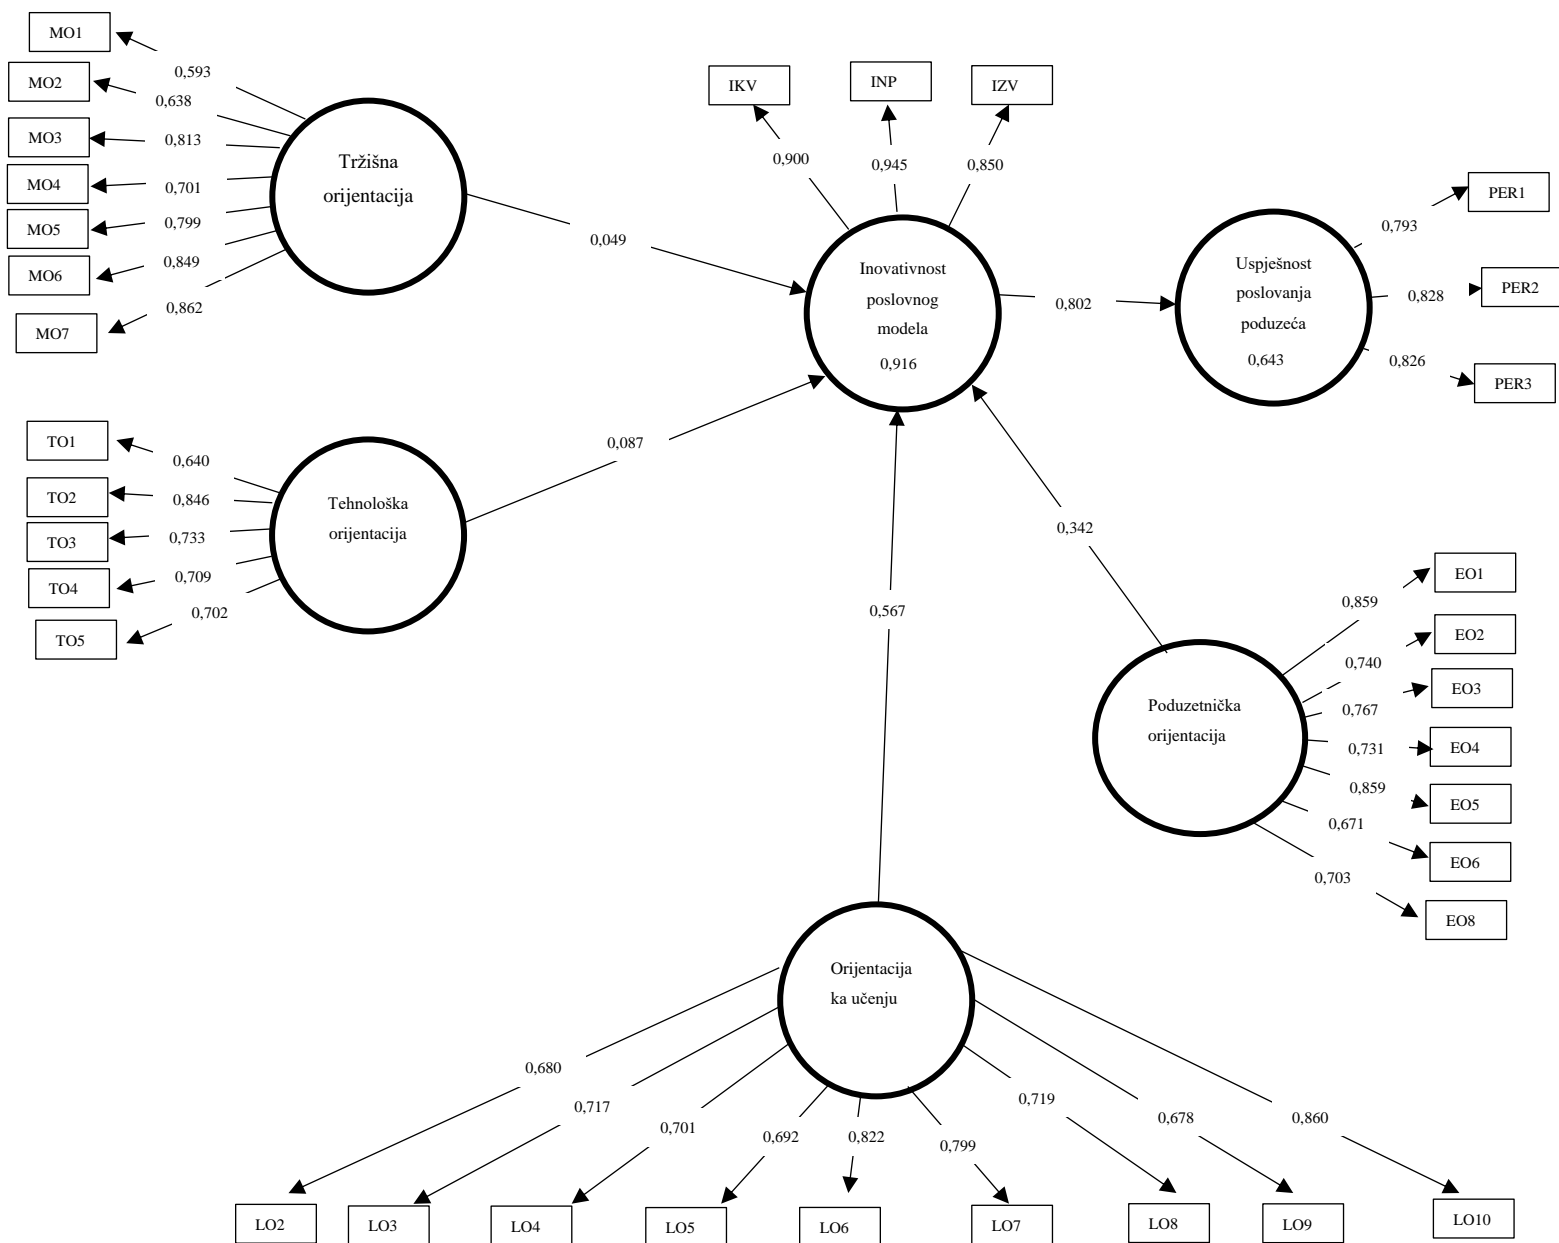 MO1
0,593
MO2
0,638
MO3
0,813
MO4
0,701
MO5
0,799
MO6
0,849
MO7
0,862
Tržišna
orijentacija
0,049
IKV
INP
IZV
0,900
0,945
0,850
Inovativnost
poslovnog
modela
0,916
0,802
Uspješnost
poslovanja
poduzeća
0,643
PER1
0,793
PER2
0,828
PER3
0,826
TO1
0,640
TO2
0,846
TO3
0,733
TO4
0,709
TO5
0,702
Tehnološka
orijentacija
0,087
0,567
0,342
Poduzetnička
orijentacija
EO1
0,859
EO2
0,740
EO3
0,767
EO4
0,731
EO5
0,859
EO6
0,671
EO8
0,703
Orijentacija
ka učenju
0,680
0,717
0,701
0,692
0,822
0,799
0,719
0,678
0,860
LO2
LO3
LO4
LO5
LO6
LO7
LO8
LO9
LO10